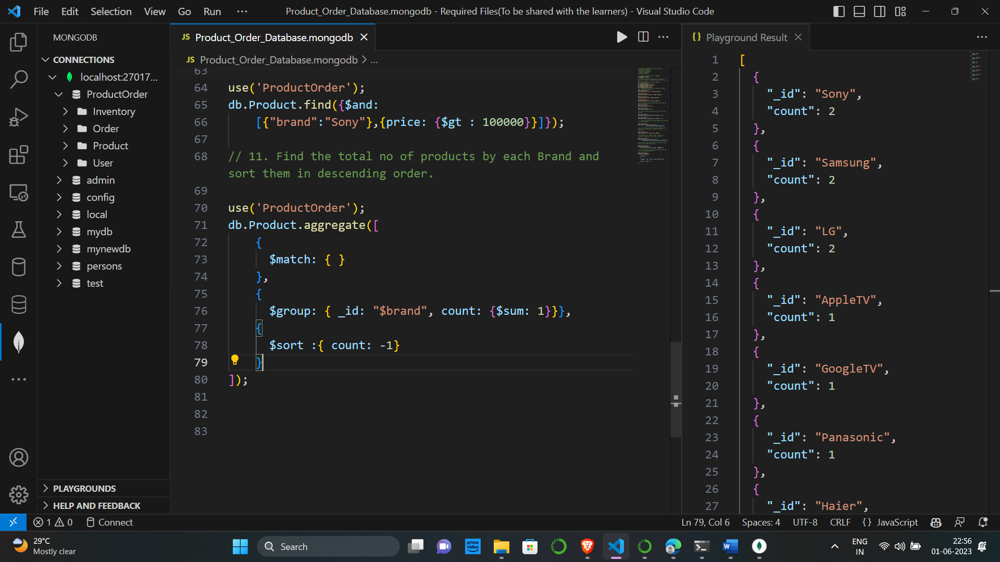 File Edit Selection View Go Run ...
Product_Order_Database.mongodb - Required Files(To be shared with the learners) - Visual Studio Code
MONGODB
CONNECTIONS
localhost:27017...
ProductOrder
Inventory
Order
Product
User
admin
config
local
mydb
mynewdb
persons
test
PLAYGROUNDS
HELP AND FEEDBACK
JS Product_Order_Database.mongodb
JS Product_Order_Database.mongodb > ...
63
64 use('ProductOrder');
65 db.Product.find({$and:
66 [{"brand":"Sony"},{price: {$gt : 100000}}]});
67
68 // 11. Find the total no of products by each Brand and
sort them in descending order.
69
70 use('ProductOrder');
71 db.Product.aggregate([
72 {
73 $match: { }
74 },
75 {
76 $group: { _id: "$brand", count: {$sum: 1}}},
77 {
78 $sort :{ count: -1}
79 }
80 ]);
81
82
83
{} Playground Result
1 [
2 {
3 "_id": "Sony",
4 "count": 2
5 },
6 {
7 "_id": "Samsung",
8 "count": 2
9 },
10 {
11 "_id": "LG",
12 "count": 2
13 },
14 {
15 "_id": "AppleTV",
16 "count": 1
17 },
18 {
19 "_id": "GoogleTV",
20 "count": 1
21 },
22 {
23 "_id": "Panasonic",
24 "count": 1
25 },
26 {
27 "_id": "Haier",
1 0 Connect
Ln 79, Col 6 Spaces: 4 UTF-8 CRLF {} JavaScript
29°C
Mostly clear
Search
prime video
ENG
IN
22:56
01-06-2023